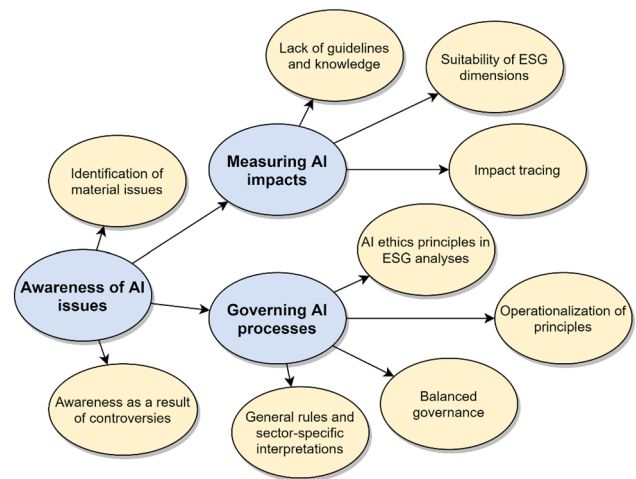 Lack of guidelines
and knowledge
Suitability of ESG
dimensions
Identification of
material issues
Measuring AI
impacts
Impact tracing
AI ethics principles in
ESG analyses
Awareness of AI
issues
Governing AI
processes
Operationalization of
principles
Awareness as a result
of controversies
General rules and
sector-specific
interpretations
Balanced
governance